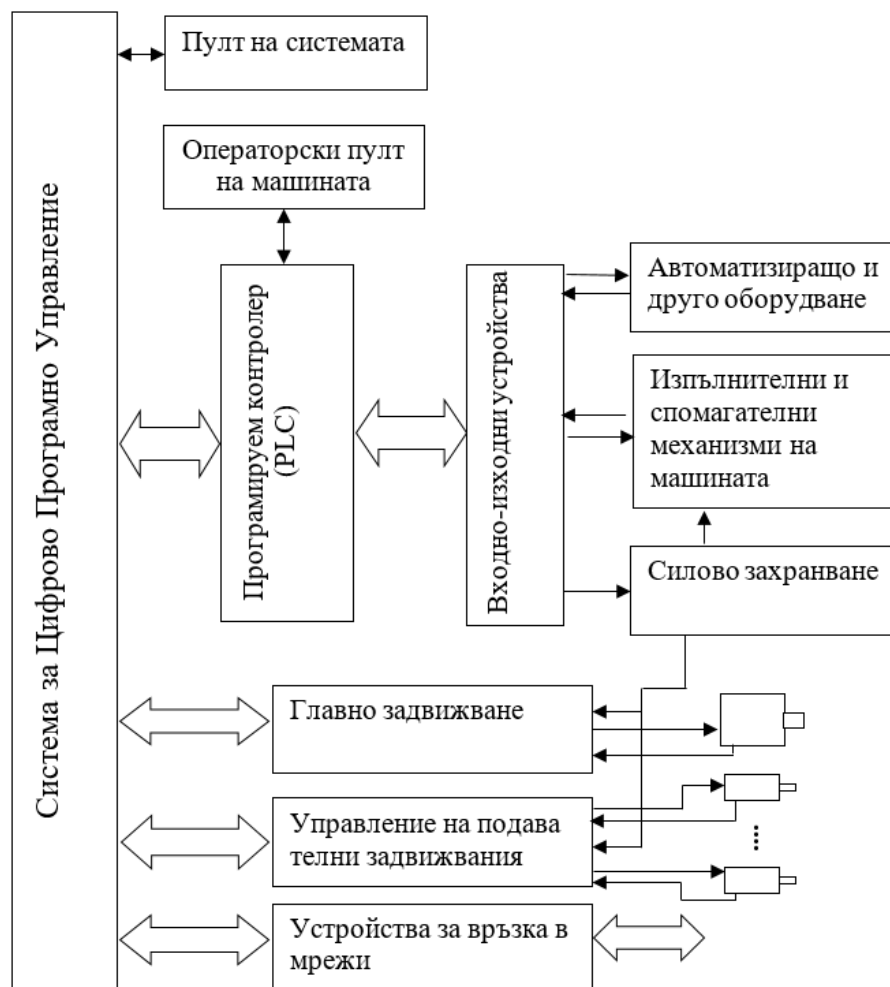 Пулт на системата
Операторски пулт
на машината
Система за Цифрово Програмно Управление
Програмируем контролер
(PLC)
Входно-изходни устройства
Автоматизиращо и
друго оборудване
Изпълнителни и
спомагателни
механизми на
машината
Силово захранване
Главно задвижване
Управление на подава
телни задвижвания
Устройства за връзка в
мрежи